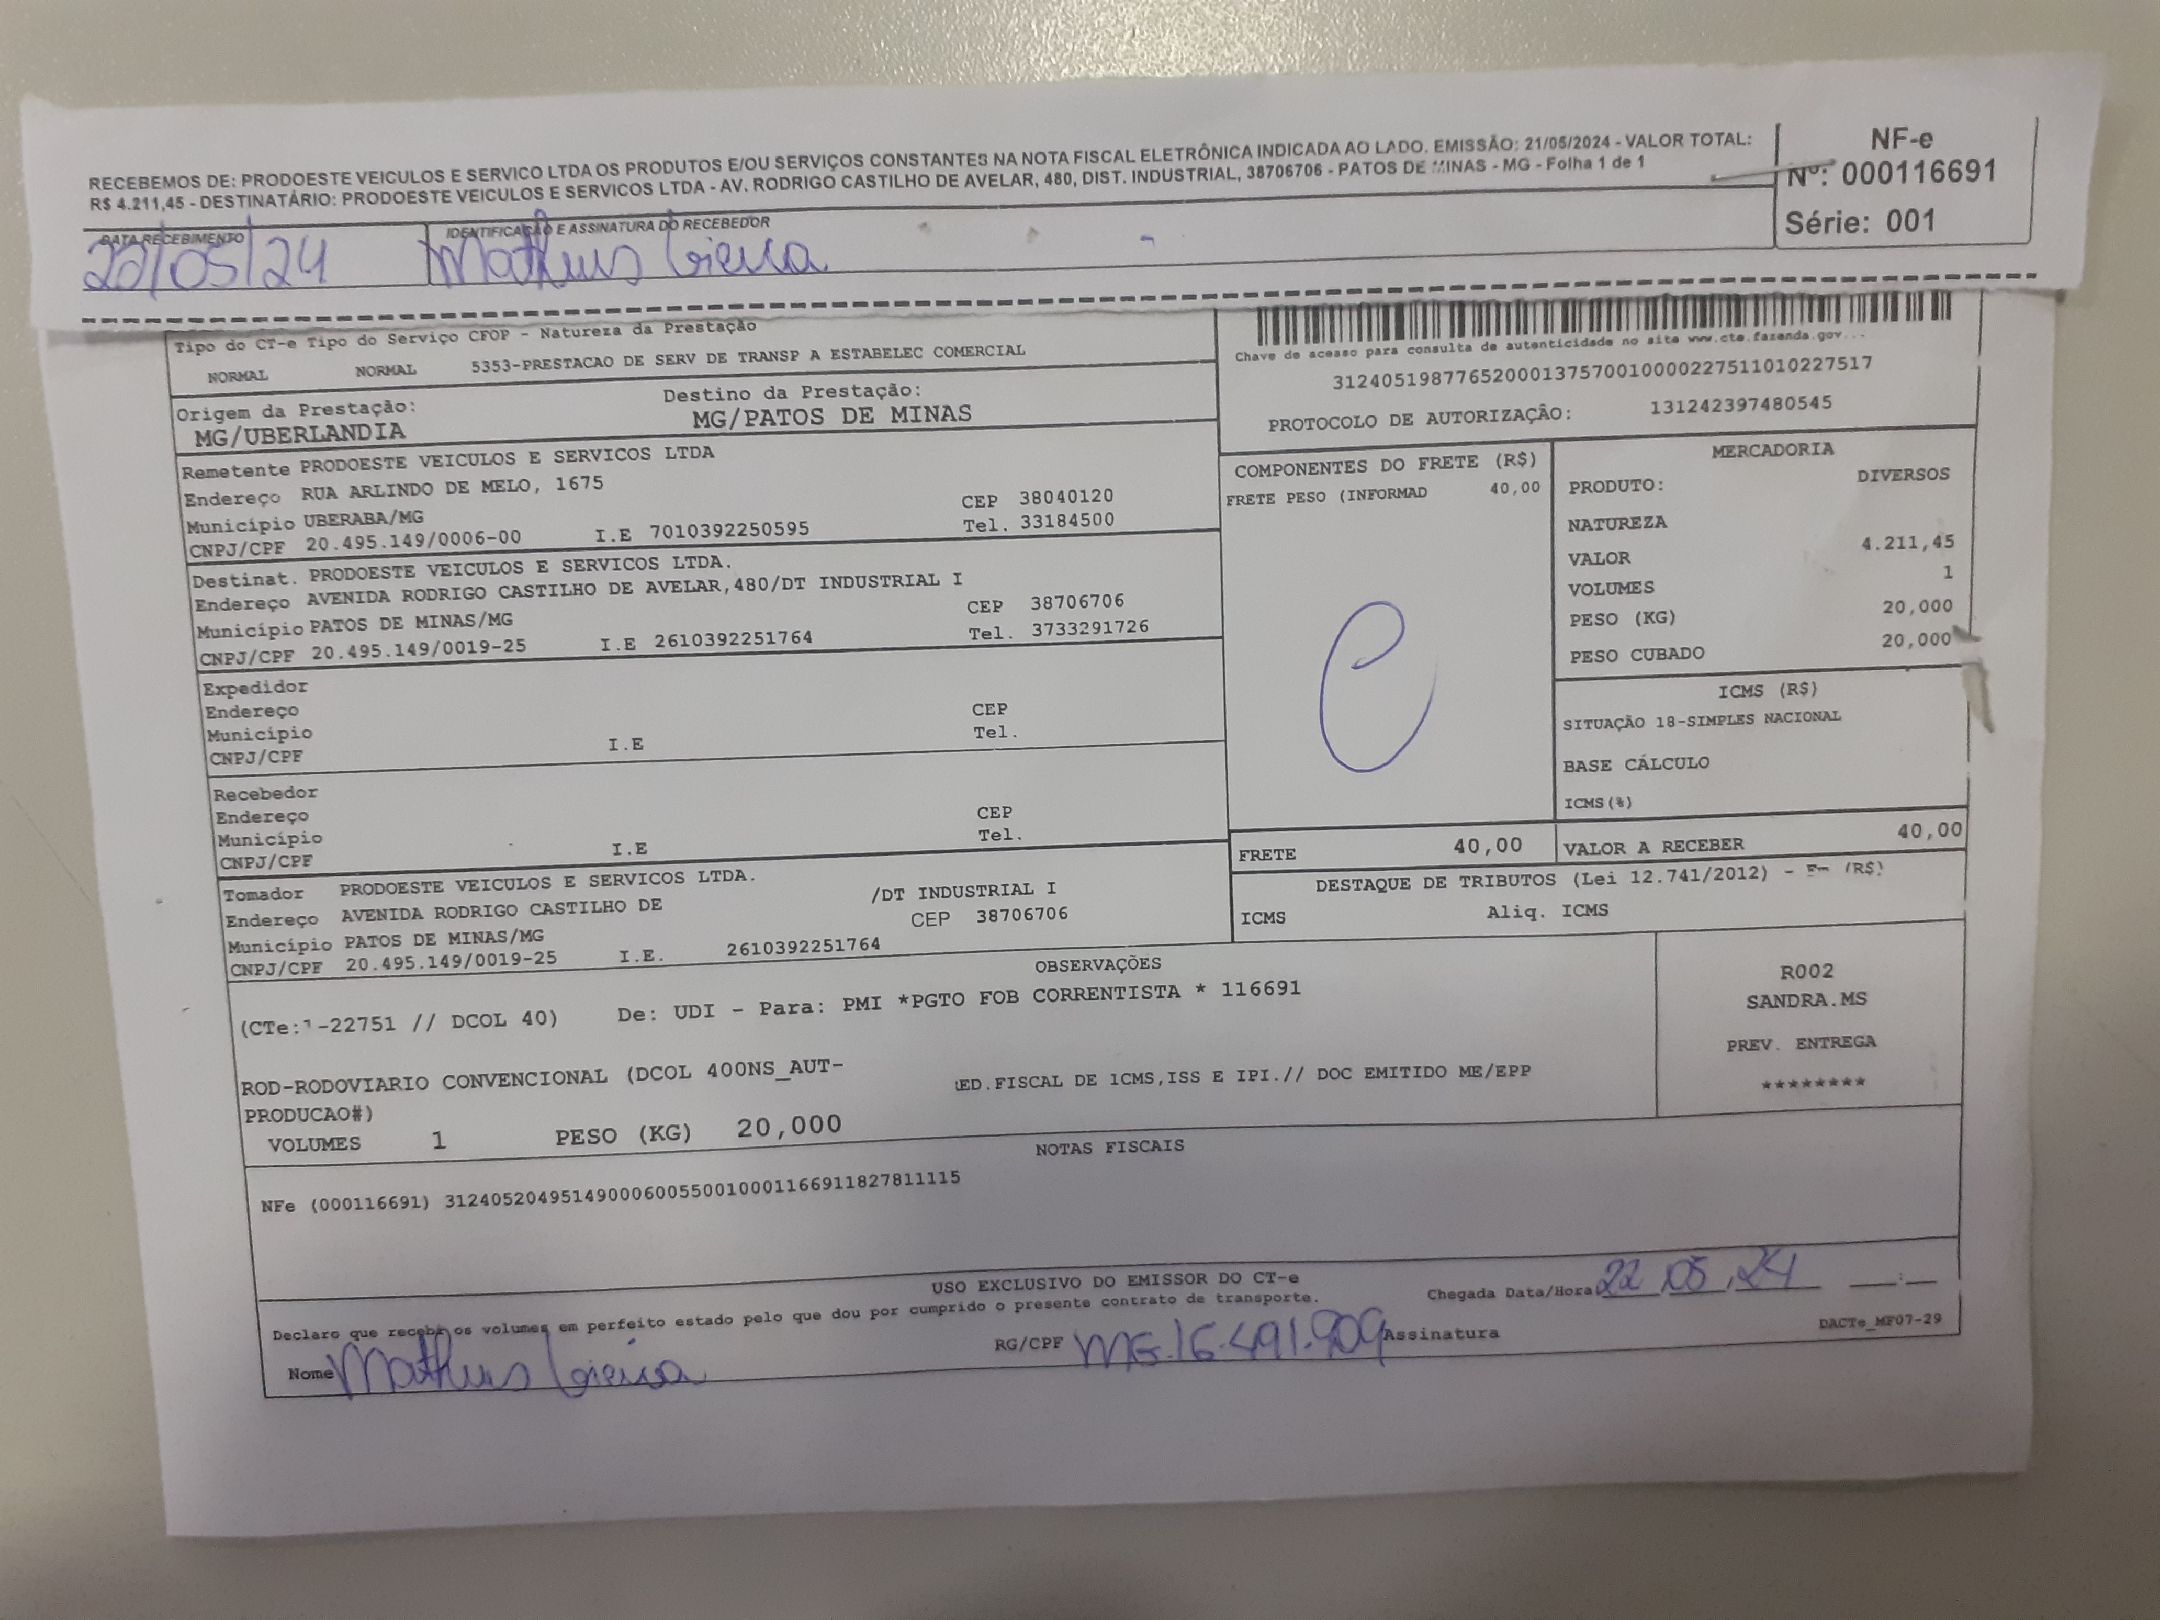 RECEBEMOS DE: PRODOESTE VEICULOS E SERVICO LTDA OS PRODUTOS E/OU SERVIÇOS CONSTANTES NA NOTA FISCAL ELETRÔNICA INDICADA AO LADO. EMISSÃO: 21/05/2024 - VALOR TOTAL:
R$ 4.211,45 - DESTINATÁRIO: PRODOESTE VEICULOS E SERVICOS LTDA - AV. RODRIGO CASTILHO DE AVELAR, 480, DIST. INDUSTRIAL, 38706706 - PATOS DE MINAS - MG - Folha 1 de 1
NF-e
Nº: 000116691
Série: 001
DATA RECEBIMENTO
22/05/24
IDENTIFICAÇÃO E ASSINATURA DO RECEBEDOR
Matheus Vieira
Tipo do CT-e Tipo do Serviço CFOP - Natureza da Prestação
NORMAL NORMAL 5353-PRESTACAO DE SERV DE TRANSP A ESTABELEC COMERCIAL
Chave de acesso para consulta de autenticidade no site www.cte.fazenda.gov...
31240519877652000137570010000227511010227517
PROTOCOLO DE AUTORIZAÇÃO: 131242397480545
Origem da Prestação: Destino da Prestação:
MG/UBERLANDIA MG/PATOS DE MINAS
Remetente PRODOESTE VEICULOS E SERVICOS LTDA
Endereço RUA ARLINDO DE MELO, 1675
CEP 38040120
Município UBERABA/MG
Tel. 33184500
CNPJ/CPF 20.495.149/0006-00 I.E 7010392250595
Destinat. PRODOESTE VEICULOS E SERVICOS LTDA.
Endereço AVENIDA RODRIGO CASTILHO DE AVELAR,480/DT INDUSTRIAL I
CEP 38706706
Município PATOS DE MINAS/MG
Tel. 3733291726
CNPJ/CPF 20.495.149/0019-25 I.E 2610392251764
Expedidor
Endereço CEP
Município Tel.
CNPJ/CPF I.E
Recebedor
Endereço CEP
Município Tel.
CNPJ/CPF I.E
Tomador PRODOESTE VEICULOS E SERVICOS LTDA.
Endereço AVENIDA RODRIGO CASTILHO DE /DT INDUSTRIAL I
CEP 38706706
Município PATOS DE MINAS/MG
CNPJ/CPF 20.495.149/0019-25 I.E. 2610392251764
COMPONENTES DO FRETE (R$)
FRETE PESO (INFORMAD 40,00
C
FRETE 40,00
MERCADORIA
PRODUTO: DIVERSOS
NATUREZA
VALOR 4.211,45
VOLUMES 1
PESO (KG) 20,000
PESO CUBADO 20,000
ICMS (R$)
SITUAÇÃO 18-SIMPLES NACIONAL
BASE CÁLCULO
ICMS(%)
VALOR A RECEBER 40,00
DESTAQUE DE TRIBUTOS (Lei 12.741/2012) - Em (R$)
ICMS Aliq. ICMS
OBSERVAÇÕES
(CTe:1-22751 // DCOL 40) De: UDI - Para: PMI *PGTO FOB CORRENTISTA * 116691
ROD-RODOVIARIO CONVENCIONAL (DCOL 400NS_AUT-
ED.FISCAL DE ICMS,ISS E IPI.// DOC EMITIDO ME/EPP
PRODUCAO#)
VOLUMES 1 PESO (KG) 20,000
R002
SANDRA.MS
PREV. ENTREGA
********
NOTAS FISCAIS
NFe (000116691) 31240520495149000600550010001166911827811115
USO EXCLUSIVO DO EMISSOR DO CT-e
Declaro que recebi os volumes em perfeito estado pelo que dou por cumprido o presente contrato de transporte.
Chegada Data/Hora 22 05 24 __:__
Nome Matheus Vieira RG/CPF MG-16.491.909 Assinatura
DACTe_MF07-29